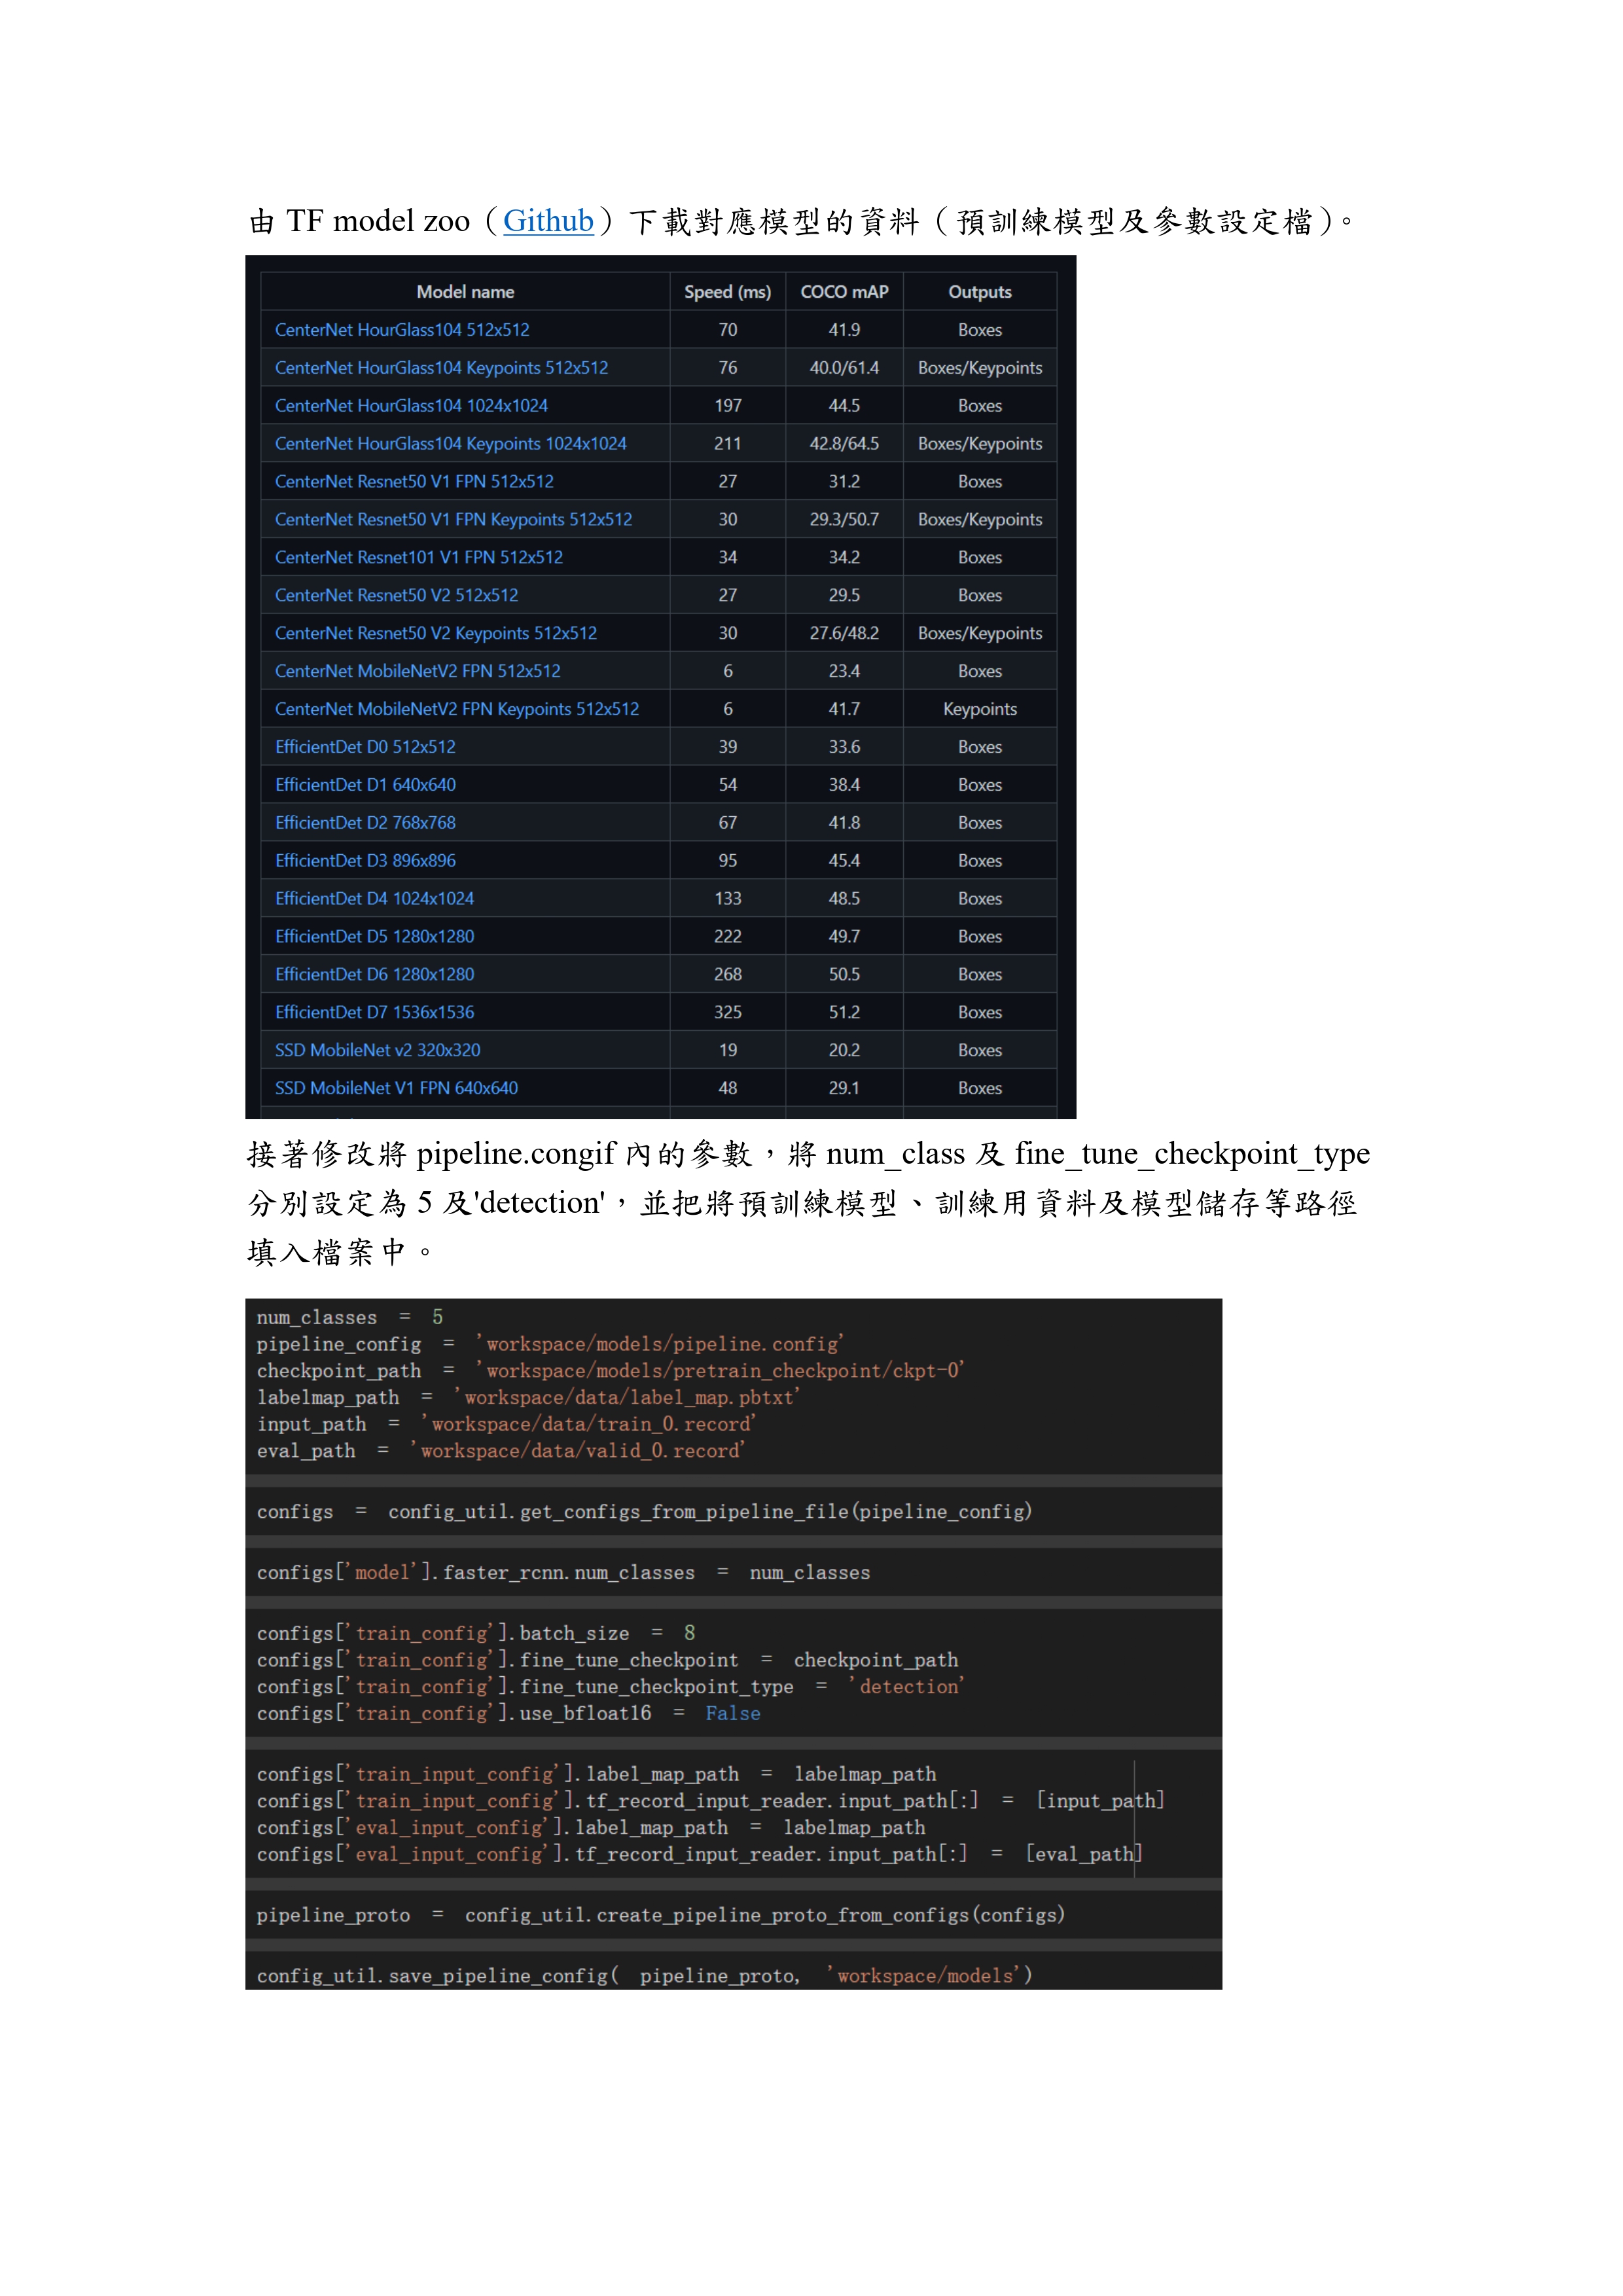 由 TF model zoo（Github）下載對應模型的資料（預訓練模型及參數設定檔）。
Model name Speed (ms) COCO mAP Outputs
CenterNet HourGlass104 512x512 70 41.9 Boxes
CenterNet HourGlass104 Keypoints 512x512 76 40.0/61.4 Boxes/Keypoints
CenterNet HourGlass104 1024x1024 197 44.5 Boxes
CenterNet HourGlass104 Keypoints 1024x1024 211 42.8/64.5 Boxes/Keypoints
CenterNet Resnet50 V1 FPN 512x512 27 31.2 Boxes
CenterNet Resnet50 V1 FPN Keypoints 512x512 30 29.3/50.7 Boxes/Keypoints
CenterNet Resnet101 V1 FPN 512x512 34 34.2 Boxes
CenterNet Resnet50 V2 512x512 27 29.5 Boxes
CenterNet Resnet50 V2 Keypoints 512x512 30 27.6/48.2 Boxes/Keypoints
CenterNet MobileNetV2 FPN 512x512 6 23.4 Boxes
CenterNet MobileNetV2 FPN Keypoints 512x512 6 41.7 Keypoints
EfficientDet D0 512x512 39 33.6 Boxes
EfficientDet D1 640x640 54 38.4 Boxes
EfficientDet D2 768x768 67 41.8 Boxes
EfficientDet D3 896x896 95 45.4 Boxes
EfficientDet D4 1024x1024 133 48.5 Boxes
EfficientDet D5 1280x1280 222 49.7 Boxes
EfficientDet D6 1280x1280 268 50.5 Boxes
EfficientDet D7 1536x1536 325 51.2 Boxes
SSD MobileNet v2 320x320 19 20.2 Boxes
SSD MobileNet V1 FPN 640x640 48 29.1 Boxes
接著修改將 pipeline.congif 內的參數，將 num_class 及 fine_tune_checkpoint_type
分別設定為 5 及'detection'，並把將預訓練模型、訓練用資料及模型儲存等路徑
填入檔案中。
num_classes = 5
pipeline_config = 'workspace/models/pipeline.config'
checkpoint_path = 'workspace/models/pretrain_checkpoint/ckpt-0'
labelmap_path = 'workspace/data/label_map.pbtxt'
input_path = 'workspace/data/train_0.record'
eval_path = 'workspace/data/valid_0.record'
configs = config_util.get_configs_from_pipeline_file(pipeline_config)
configs['model'].faster_rcnn.num_classes = num_classes
configs['train_config'].batch_size = 8
configs['train_config'].fine_tune_checkpoint = checkpoint_path
configs['train_config'].fine_tune_checkpoint_type = 'detection'
configs['train_config'].use_bfloat16 = False
configs['train_input_config'].label_map_path = labelmap_path
configs['train_input_config'].tf_record_input_reader.input_path[:] = [input_path]
configs['eval_input_config'].label_map_path = labelmap_path
configs['eval_input_config'].tf_record_input_reader.input_path[:] = [eval_path]
pipeline_proto = config_util.create_pipeline_proto_from_configs(configs)
config_util.save_pipeline_config( pipeline_proto, 'workspace/models')